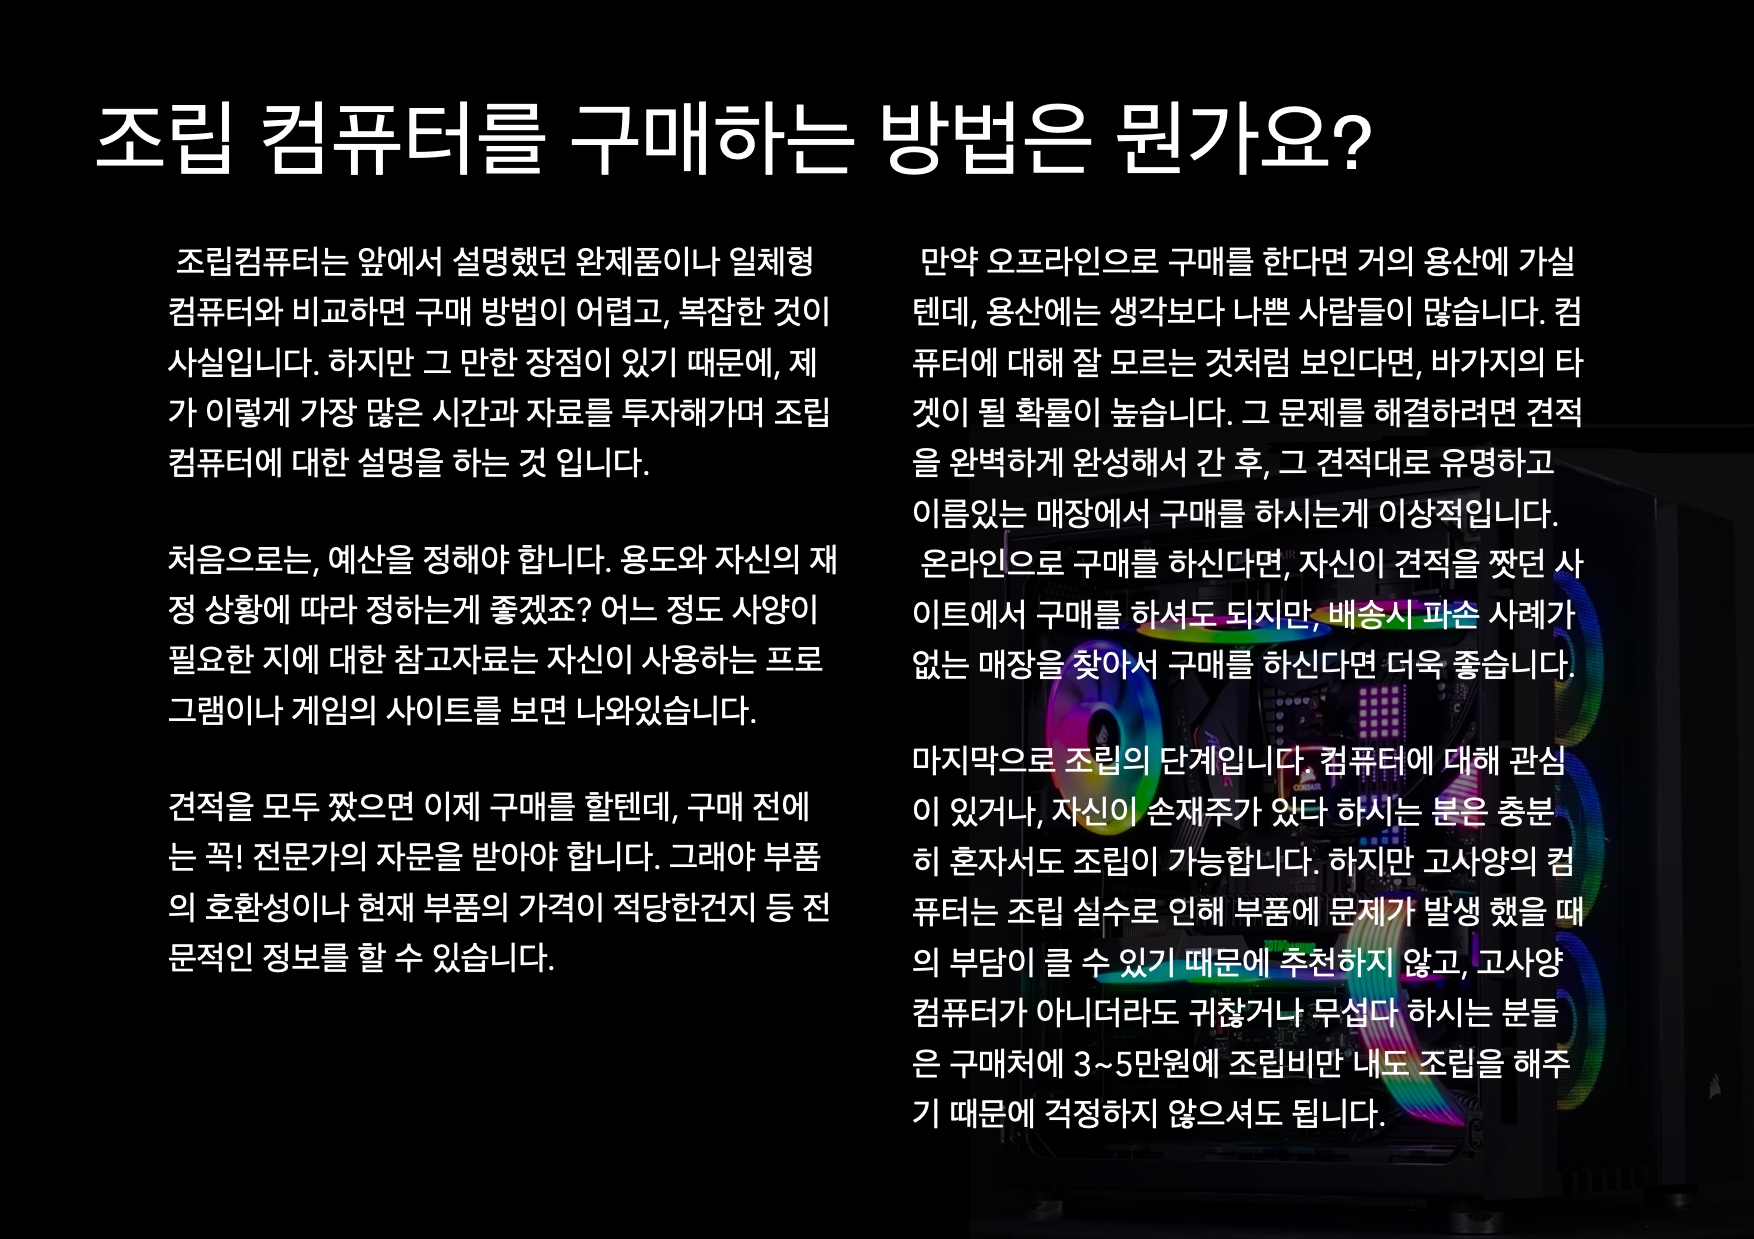 조립 컴퓨터를 구매하는 방법은 뭔가요?
조립컴퓨터는 앞에서 설명했던 완제품이나 일체형
컴퓨터와 비교하면 구매 방법이 어렵고, 복잡한 것이
사실입니다. 하지만 그 만한 장점이 있기 때문에, 제
가 이렇게 가장 많은 시간과 자료를 투자해가며 조립
컴퓨터에 대한 설명을 하는 것 입니다.
처음으로는, 예산을 정해야 합니다. 용도와 자신의 재
정 상황에 따라 정하는게 좋겠죠? 어느 정도 사양이
필요한 지에 대한 참고자료는 자신이 사용하는 프로
그램이나 게임의 사이트를 보면 나와있습니다.
견적을 모두 짰으면 이제 구매를 할텐데, 구매 전에
는 꼭! 전문가의 자문을 받아야 합니다. 그래야 부품
의 호환성이나 현재 부품의 가격이 적당한건지 등 전
문적인 정보를 할 수 있습니다.
만약 오프라인으로 구매를 한다면 거의 용산에 가실
텐데, 용산에는 생각보다 나쁜 사람들이 많습니다. 컴
퓨터에 대해 잘 모르는 것처럼 보인다면, 바가지의 타
겟이 될 확률이 높습니다. 그 문제를 해결하려면 견적
을 완벽하게 완성해서 간 후, 그 견적대로 유명하고
이름있는 매장에서 구매를 하시는게 이상적입니다.
온라인으로 구매를 하신다면, 자신이 견적을 짯던 사
이트에서 구매를 하셔도 되지만, 배송시 파손 사례가
없는 매장을 찾아서 구매를 하신다면 더욱 좋습니다.
마지막으로 조립의 단계입니다. 컴퓨터에 대해 관심
이 있거나, 자신이 손재주가 있다 하시는 분은 충분
히 혼자서도 조립이 가능합니다. 하지만 고사양의 컴
퓨터는 조립 실수로 인해 부품에 문제가 발생 했을 때
의 부담이 클 수 있기 때문에 추천하지 않고, 고사양
컴퓨터가 아니더라도 귀찮거나 무섭다 하시는 분들
은 구매처에 3~5만원에 조립비만 내도 조립을 해주
기 때문에 걱정하지 않으셔도 됩니다.
CORSAIR